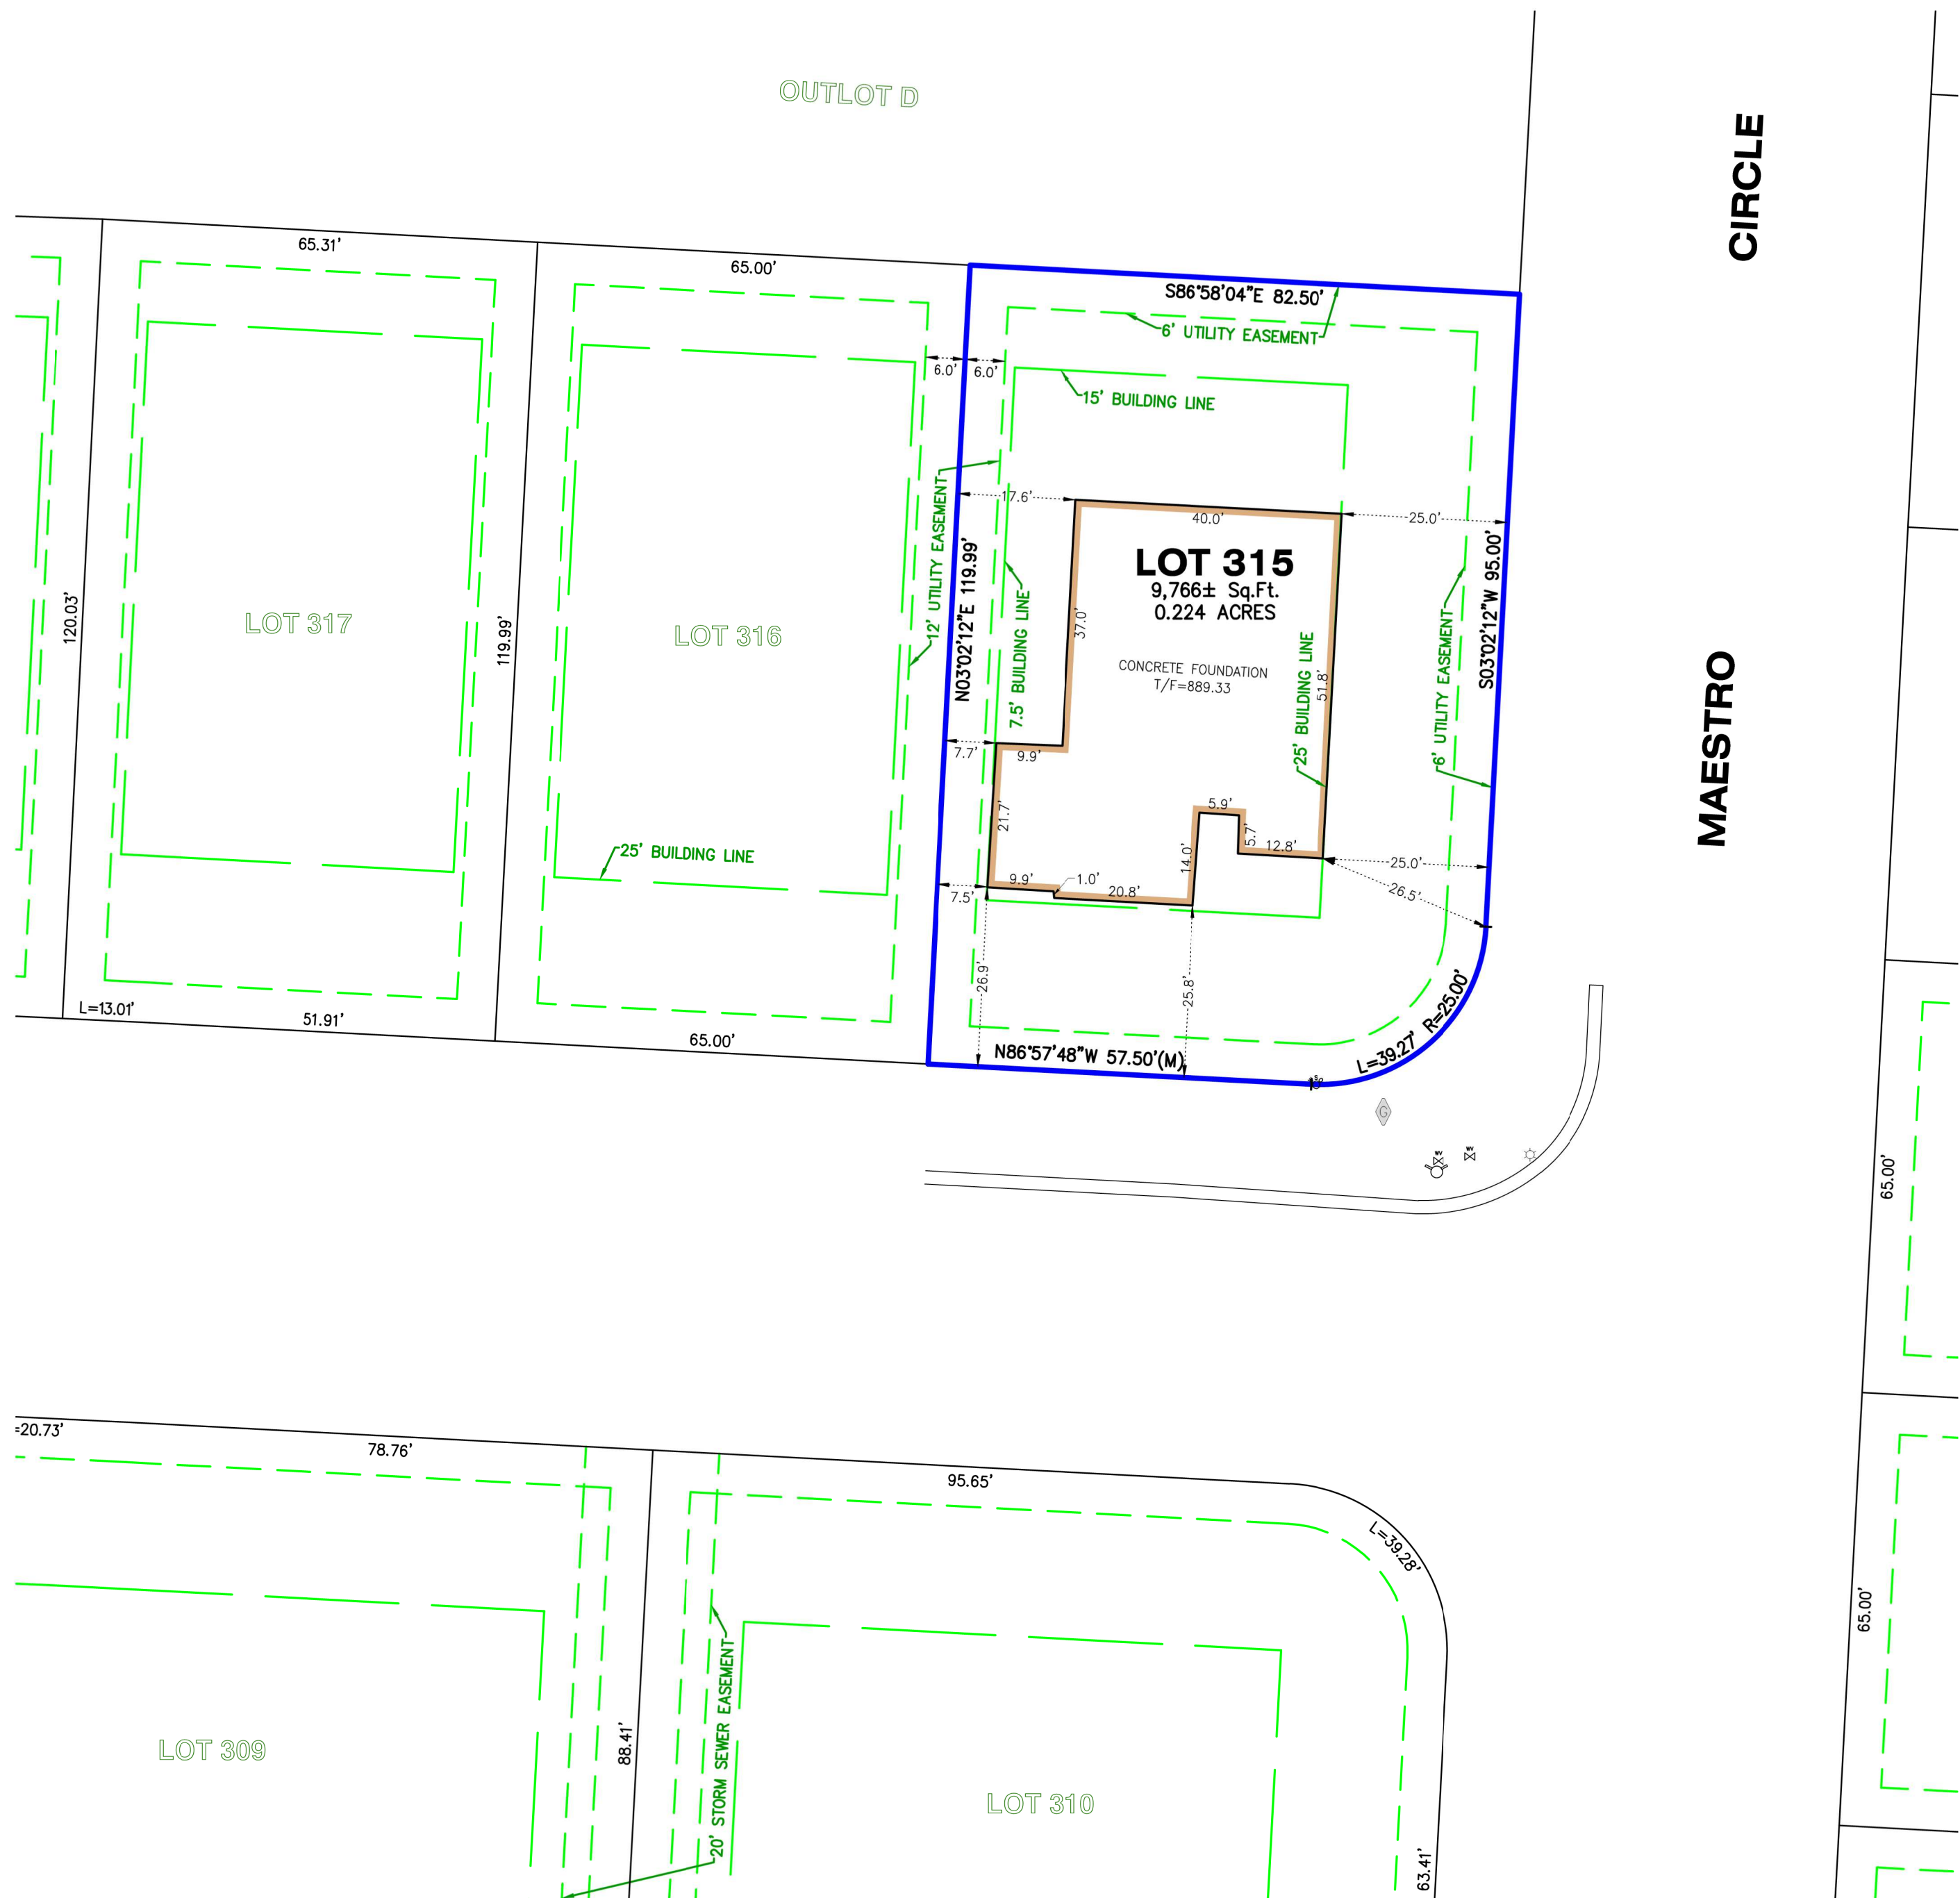 OUTLOT D
CIRCLE
65.31'
65.00'
S86°58'04"E 82.50'
6' UTILITY EASEMENT
6.0'
6.0'
15' BUILDING LINE
12' UTILITY EASEMENT
17.6'
40.0'
25.0'
LOT 315
9,766± Sq.Ft.
0.224 ACRES
N03°02'12"E 119.99'
S03°02'12"W 95.00'
120.03'
LOT 317
119.99'
LOT 316
7.5' BUILDING LINE
37.0'
CONCRETE FOUNDATION
T/F=889.33
25' BUILDING LINE
51.8'
6' UTILITY EASEMENT
MAESTRO
7.7'
9.9'
21.7'
5.9'
5.7'
12.8'
14.0'
25' BUILDING LINE
25.0'
26.5'
9.9'
1.0'
20.8'
7.5'
26.9'
25.8'
L=13.01'
51.91'
65.00'
N86°57'48"W 57.50'(M)
L=39.27' R=25.00'
G
WV
WV
65.00'
=20.73'
78.76'
95.65'
L=39.28'
65.00'
20' STORM SEWER EASEMENT
LOT 309
88.41'
LOT 310
63.41'